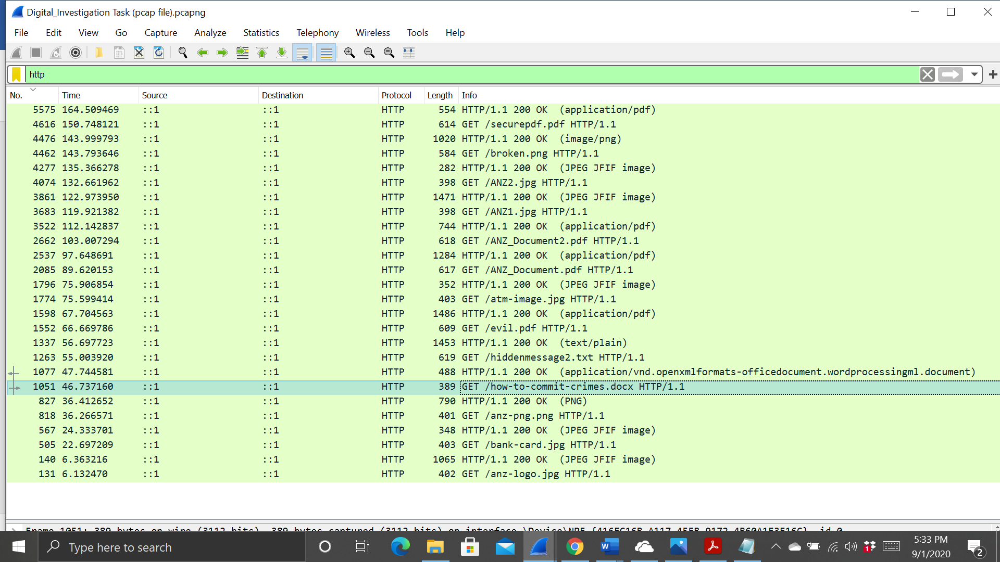 Digital_Investigation Task (pcap file).pcapng
File Edit View Go Capture Analyze Statistics Telephony Wireless Tools Help
http
No. Time Source Destination Protocol Length Info
5575 164.509469 ::1 ::1 HTTP 554 HTTP/1.1 200 OK (application/pdf)
4616 150.748121 ::1 ::1 HTTP 614 GET /securepdf.pdf HTTP/1.1
4476 143.999793 ::1 ::1 HTTP 1020 HTTP/1.1 200 OK (image/png)
4462 143.793646 ::1 ::1 HTTP 584 GET /broken.png HTTP/1.1
4277 135.366278 ::1 ::1 HTTP 282 HTTP/1.1 200 OK (JPEG JFIF image)
4074 132.661962 ::1 ::1 HTTP 398 GET /ANZ2.jpg HTTP/1.1
3861 122.973950 ::1 ::1 HTTP 1471 HTTP/1.1 200 OK (JPEG JFIF image)
3683 119.921382 ::1 ::1 HTTP 398 GET /ANZ1.jpg HTTP/1.1
3522 112.142837 ::1 ::1 HTTP 744 HTTP/1.1 200 OK (application/pdf)
2662 103.007294 ::1 ::1 HTTP 618 GET /ANZ_Document2.pdf HTTP/1.1
2537 97.648691 ::1 ::1 HTTP 1284 HTTP/1.1 200 OK (application/pdf)
2085 89.620153 ::1 ::1 HTTP 617 GET /ANZ_Document.pdf HTTP/1.1
1796 75.906854 ::1 ::1 HTTP 352 HTTP/1.1 200 OK (JPEG JFIF image)
1774 75.599414 ::1 ::1 HTTP 403 GET /atm-image.jpg HTTP/1.1
1598 67.704563 ::1 ::1 HTTP 1486 HTTP/1.1 200 OK (application/pdf)
1552 66.669786 ::1 ::1 HTTP 609 GET /evil.pdf HTTP/1.1
1337 56.697723 ::1 ::1 HTTP 1453 HTTP/1.1 200 OK (text/plain)
1263 55.003920 ::1 ::1 HTTP 619 GET /hiddenmessage2.txt HTTP/1.1
1077 47.744581 ::1 ::1 HTTP 488 HTTP/1.1 200 OK (application/vnd.openxmlformats-officedocument.wordprocessingml.document)
1051 46.737160 ::1 ::1 HTTP 389 GET /how-to-commit-crimes.docx HTTP/1.1
827 36.412652 ::1 ::1 HTTP 790 HTTP/1.1 200 OK (PNG)
818 36.266571 ::1 ::1 HTTP 401 GET /anz-png.png HTTP/1.1
567 24.333701 ::1 ::1 HTTP 348 HTTP/1.1 200 OK (JPEG JFIF image)
505 22.697209 ::1 ::1 HTTP 403 GET /bank-card.jpg HTTP/1.1
140 6.363216 ::1 ::1 HTTP 1065 HTTP/1.1 200 OK (JPEG JFIF image)
131 6.132470 ::1 ::1 HTTP 402 GET /anz-logo.jpg HTTP/1.1
Frame 1051: 389 bytes on wire (3112 bits), 389 bytes captured (3112 bits) on interface
Type here to search
5:33 PM
9/1/2020
1
2